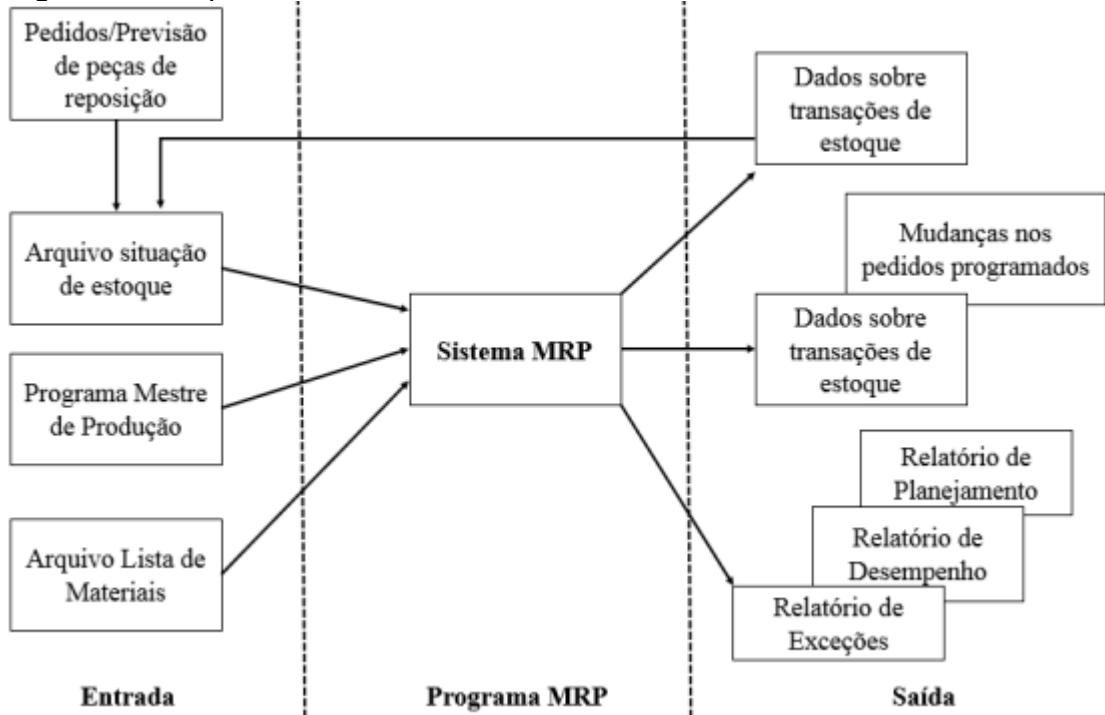 Pedidos/Previsão
de peças de
reposição
Arquivo situação
de estoque
Programa Mestre
de Produção
Arquivo Lista de
Materiais
Entrada
Sistema MRP
Programa MRP
Dados sobre
transações de
estoque
Mudanças nos
pedidos programados
Dados sobre
transações de
estoque
Relatório de
Planejamento
Relatório de
Desempenho
Relatório de
Exceções
Saída